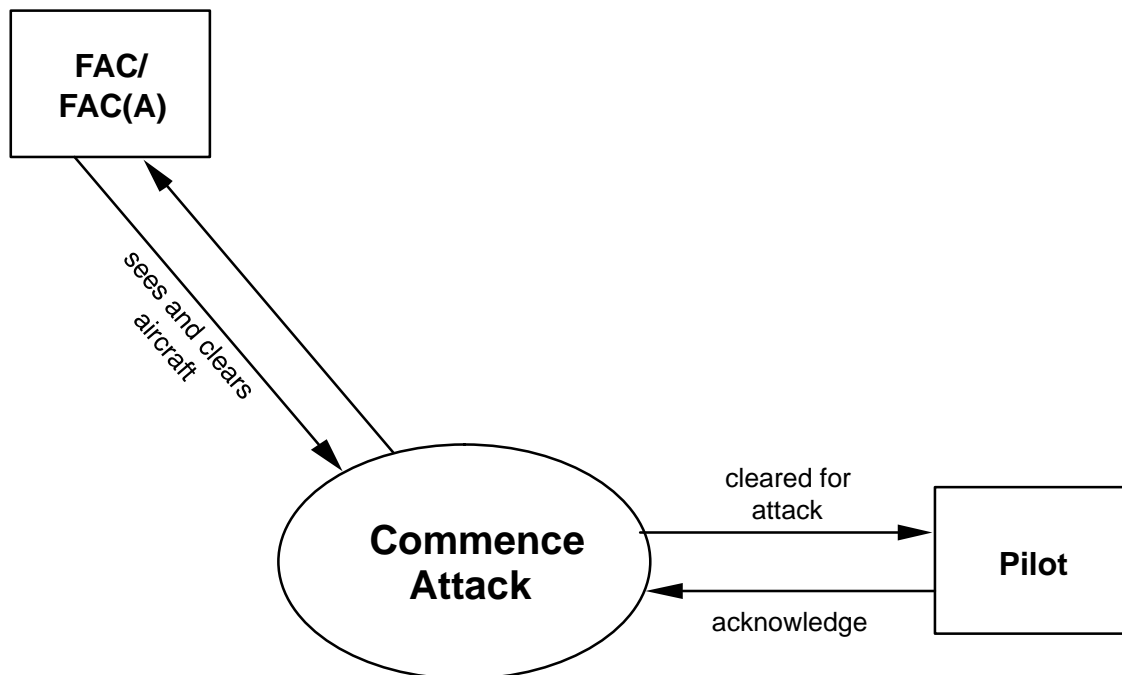 FAC/
FAC(A)
sees and clears
aircraft
cleared for
attack
Commence
Attack
Pilot
acknowledge